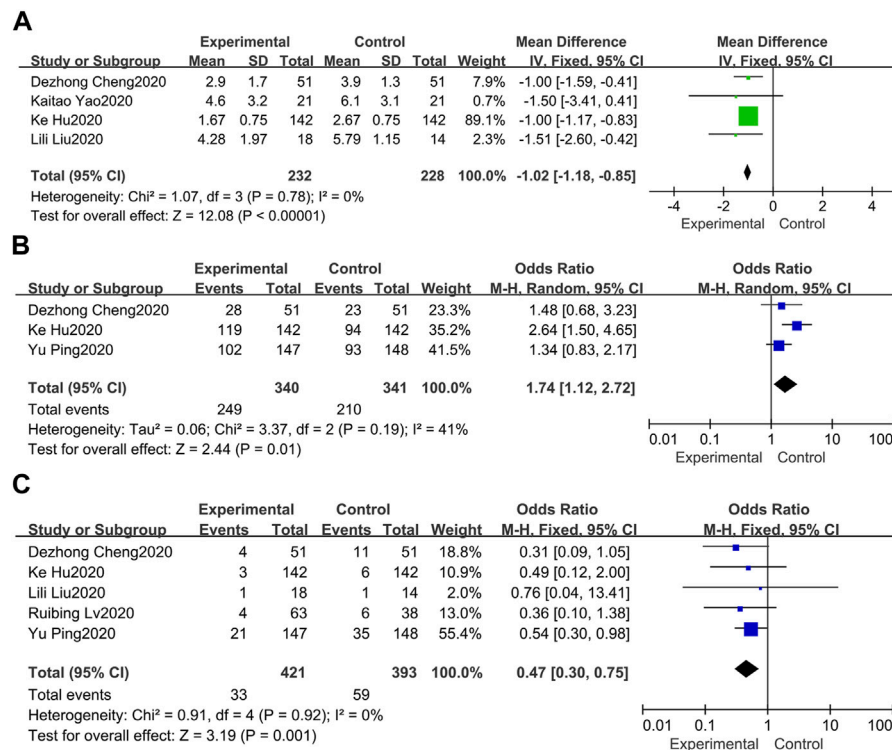 A
Experimental Control Mean Difference Mean Difference
Study or Subgroup Mean SD Total Mean SD Total Weight IV, Fixed, 95% CI IV, Fixed, 95% CI
Dezhong Cheng2020 2.9 1.7 51 3.9 1.3 51 7.9% -1.00 [-1.59, -0.41]
Kaitao Yao2020 4.6 3.2 21 6.1 3.1 21 0.7% -1.50 [-3.41, 0.41]
Ke Hu2020 1.67 0.75 142 2.67 0.75 142 89.1% -1.00 [-1.17, -0.83]
Lili Liu2020 4.28 1.97 18 5.79 1.15 14 2.3% -1.51 [-2.60, -0.42]
Total (95% CI) 232 228 100.0% -1.02 [-1.18, -0.85]
Heterogeneity: Chi² = 1.07, df = 3 (P = 0.78); I² = 0%
Test for overall effect: Z = 12.08 (P < 0.00001)
-4 -2 0 2 4
Experimental Control
B
Experimental Control Odds Ratio Odds Ratio
Study or Subgroup Events Total Events Total Weight M-H, Random, 95% CI M-H, Random, 95% CI
Dezhong Cheng2020 28 51 23 51 23.3% 1.48 [0.68, 3.23]
Ke Hu2020 119 142 94 142 35.2% 2.64 [1.50, 4.65]
Yu Ping2020 102 147 93 148 41.5% 1.34 [0.83, 2.17]
Total (95% CI) 340 341 100.0% 1.74 [1.12, 2.72]
Total events 249 210
Heterogeneity: Tau² = 0.06; Chi² = 3.37, df = 2 (P = 0.19); I² = 41%
Test for overall effect: Z = 2.44 (P = 0.01)
0.01 0.1 1 10 100
Experimental Control
C
Experimental Control Odds Ratio Odds Ratio
Study or Subgroup Events Total Events Total Weight M-H, Fixed, 95% CI M-H, Fixed, 95% CI
Dezhong Cheng2020 4 51 11 51 18.8% 0.31 [0.09, 1.05]
Ke Hu2020 3 142 6 142 10.9% 0.49 [0.12, 2.00]
Lili Liu2020 1 18 1 14 2.0% 0.76 [0.04, 13.41]
Ruibing Lv2020 4 63 6 38 13.0% 0.36 [0.10, 1.38]
Yu Ping2020 21 147 35 148 55.4% 0.54 [0.30, 0.98]
Total (95% CI) 421 393 100.0% 0.47 [0.30, 0.75]
Total events 33 59
Heterogeneity: Chi² = 0.91, df = 4 (P = 0.92); I² = 0%
Test for overall effect: Z = 3.19 (P = 0.001)
0.01 0.1 1 10 100
Experimental Control